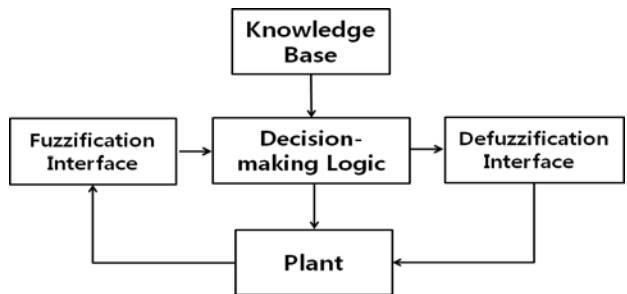 Knowledge
Base
Fuzzification
Interface
Decision-
making Logic
Defuzzification
Interface
Plant